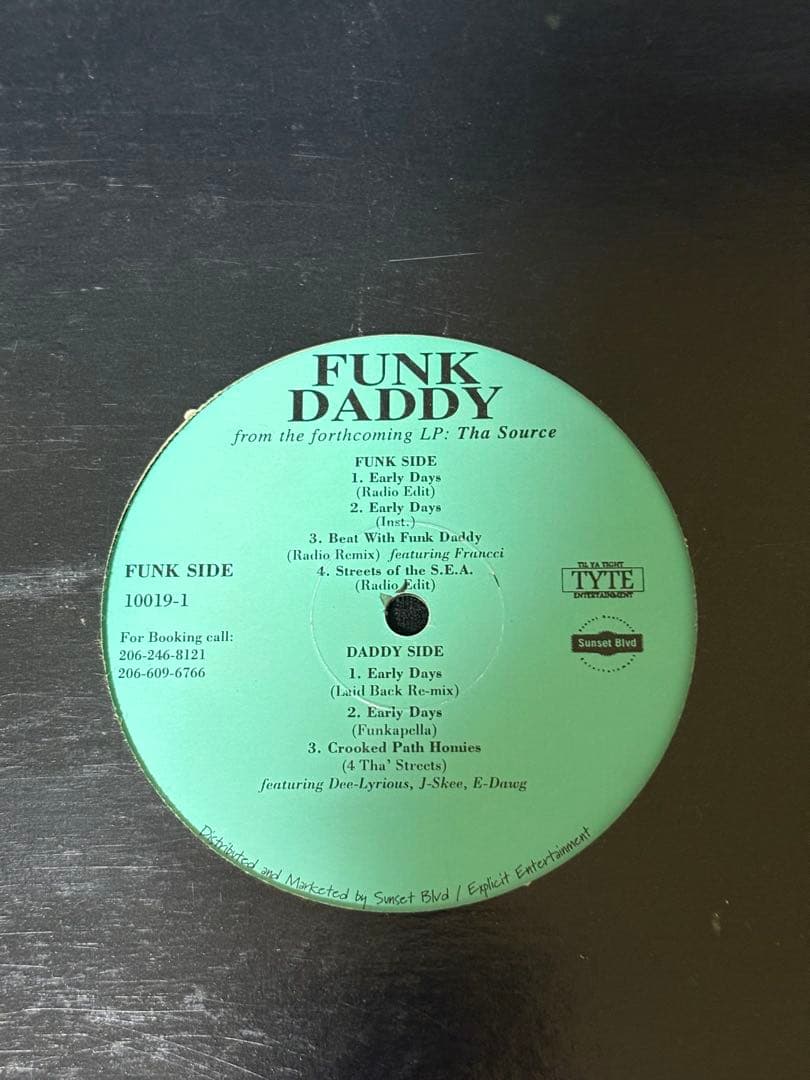 FUNK
DADDY
from the forthcoming LP: Tha Source
FUNK SIDE
1. Early Days
(Radio Edit)
2. Early Days
(Inst.)
3. Beat With Funk Daddy
(Radio Remix) featuring Francci
4. Streets of the S.E.A.
(Radio Edit)
FUNK SIDE
10019-1
For Booking call:
206-246-8121
206-609-6766
TIL YA TIGHT
TYTE
ENTERTAINMENT
Sunset Blvd
DADDY SIDE
1. Early Days
(Laid Back Re-mix)
2. Early Days
(Funkapella)
3. Crooked Path Homies
(4 Tha' Streets)
featuring Dee-Lyrious, J-Skee, E-Dawg
Distributed and Marketed by Sunset Blvd / Explicit Entertainment